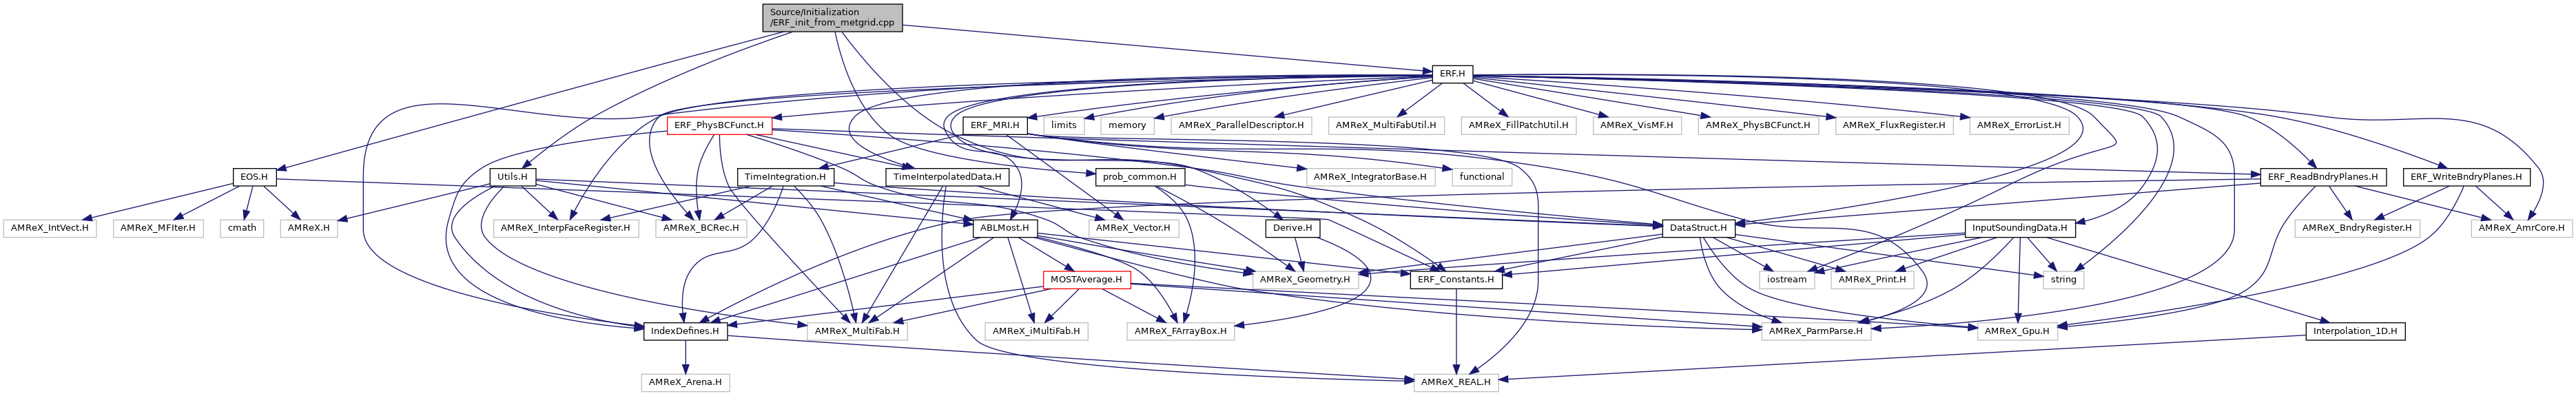 Source/Initialization
/ERF_init_from_metgrid.cpp
ERF.H
ERF_PhysBCFunct.H
ERF_MRI.H
limits
memory
AMReX_ParallelDescriptor.H
AMReX_MultiFabUtil.H
AMReX_FillPatchUtil.H
AMReX_VisMF.H
AMReX_PhysBCFunct.H
AMReX_FluxRegister.H
AMReX_ErrorList.H
EOS.H
Utils.H
TimeIntegration.H
TimeInterpolatedData.H
prob_common.H
AMReX_IntegratorBase.H
functional
ERF_ReadBndryPlanes.H
ERF_WriteBndryPlanes.H
AMReX_IntVect.H
AMReX_MFIter.H
cmath
AMReX.H
AMReX_InterpFaceRegister.H
AMReX_BCRec.H
ABLMost.H
AMReX_Vector.H
Derive.H
DataStruct.H
InputSoundingData.H
AMReX_BndryRegister.H
AMReX_AmrCore.H
MOSTAverage.H
AMReX_Geometry.H
ERF_Constants.H
iostream
AMReX_Print.H
string
IndexDefines.H
AMReX_MultiFab.H
AMReX_iMultiFab.H
AMReX_FArrayBox.H
AMReX_ParmParse.H
AMReX_Gpu.H
Interpolation_1D.H
AMReX_Arena.H
AMReX_REAL.H